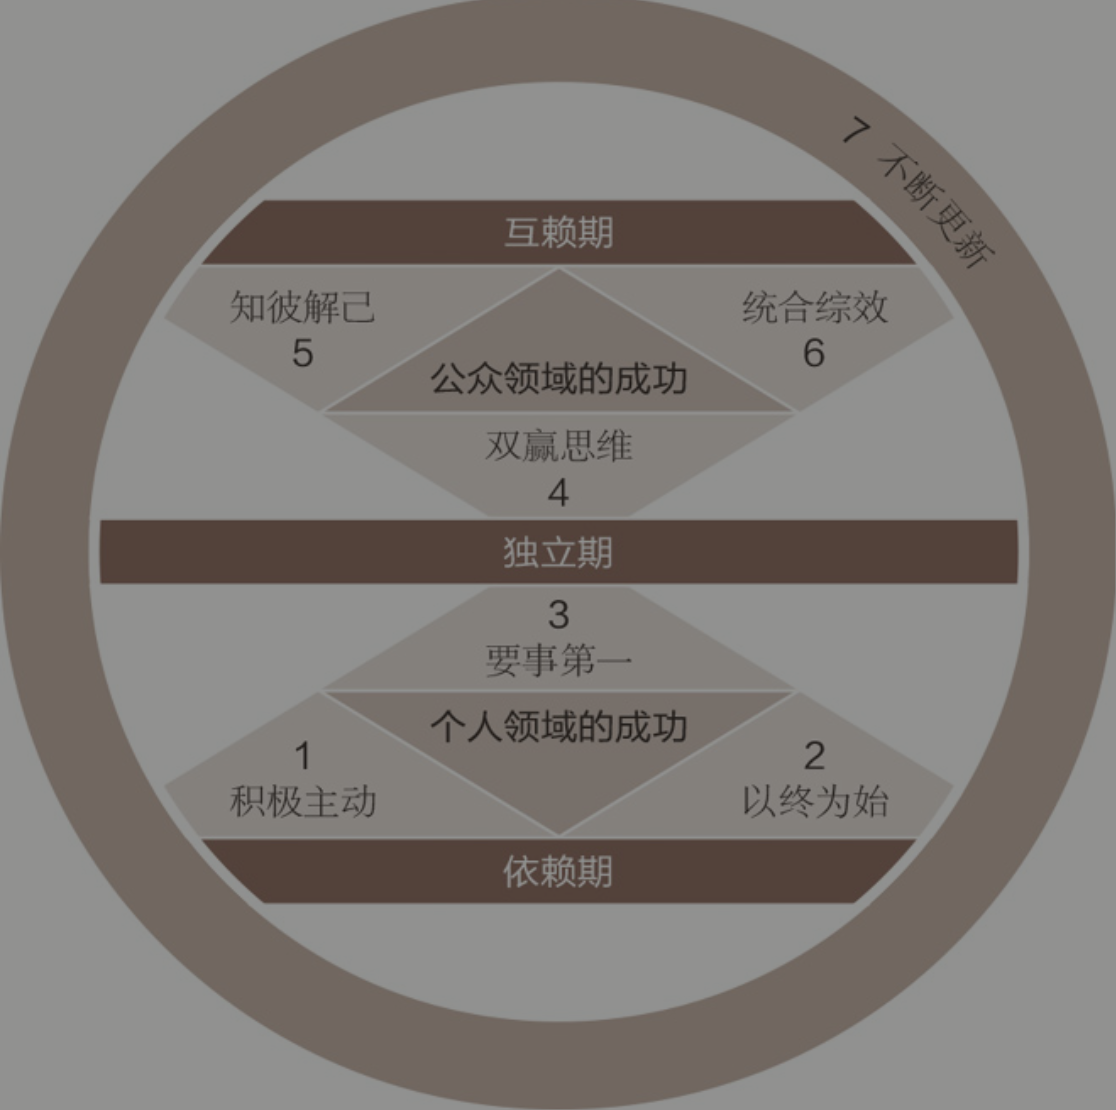 7 不断更新
互赖期
知彼解己
5
统合综效
6
公众领域的成功
双赢思维
4
独立期
3
要事第一
个人领域的成功
1
积极主动
2
以终为始
依赖期